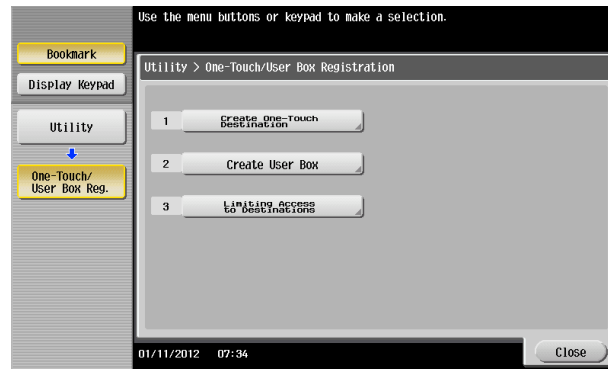 Use the menu buttons or keypad to make a selection.
Bookmark
Display Keypad
Utility
One-Touch/
User Box Reg.
Utility > One-Touch/User Box Registration
1 Create One-Touch
Destination
2 Create User Box
3 Limiting Access
to Destinations
01/11/2012 07:34
Close